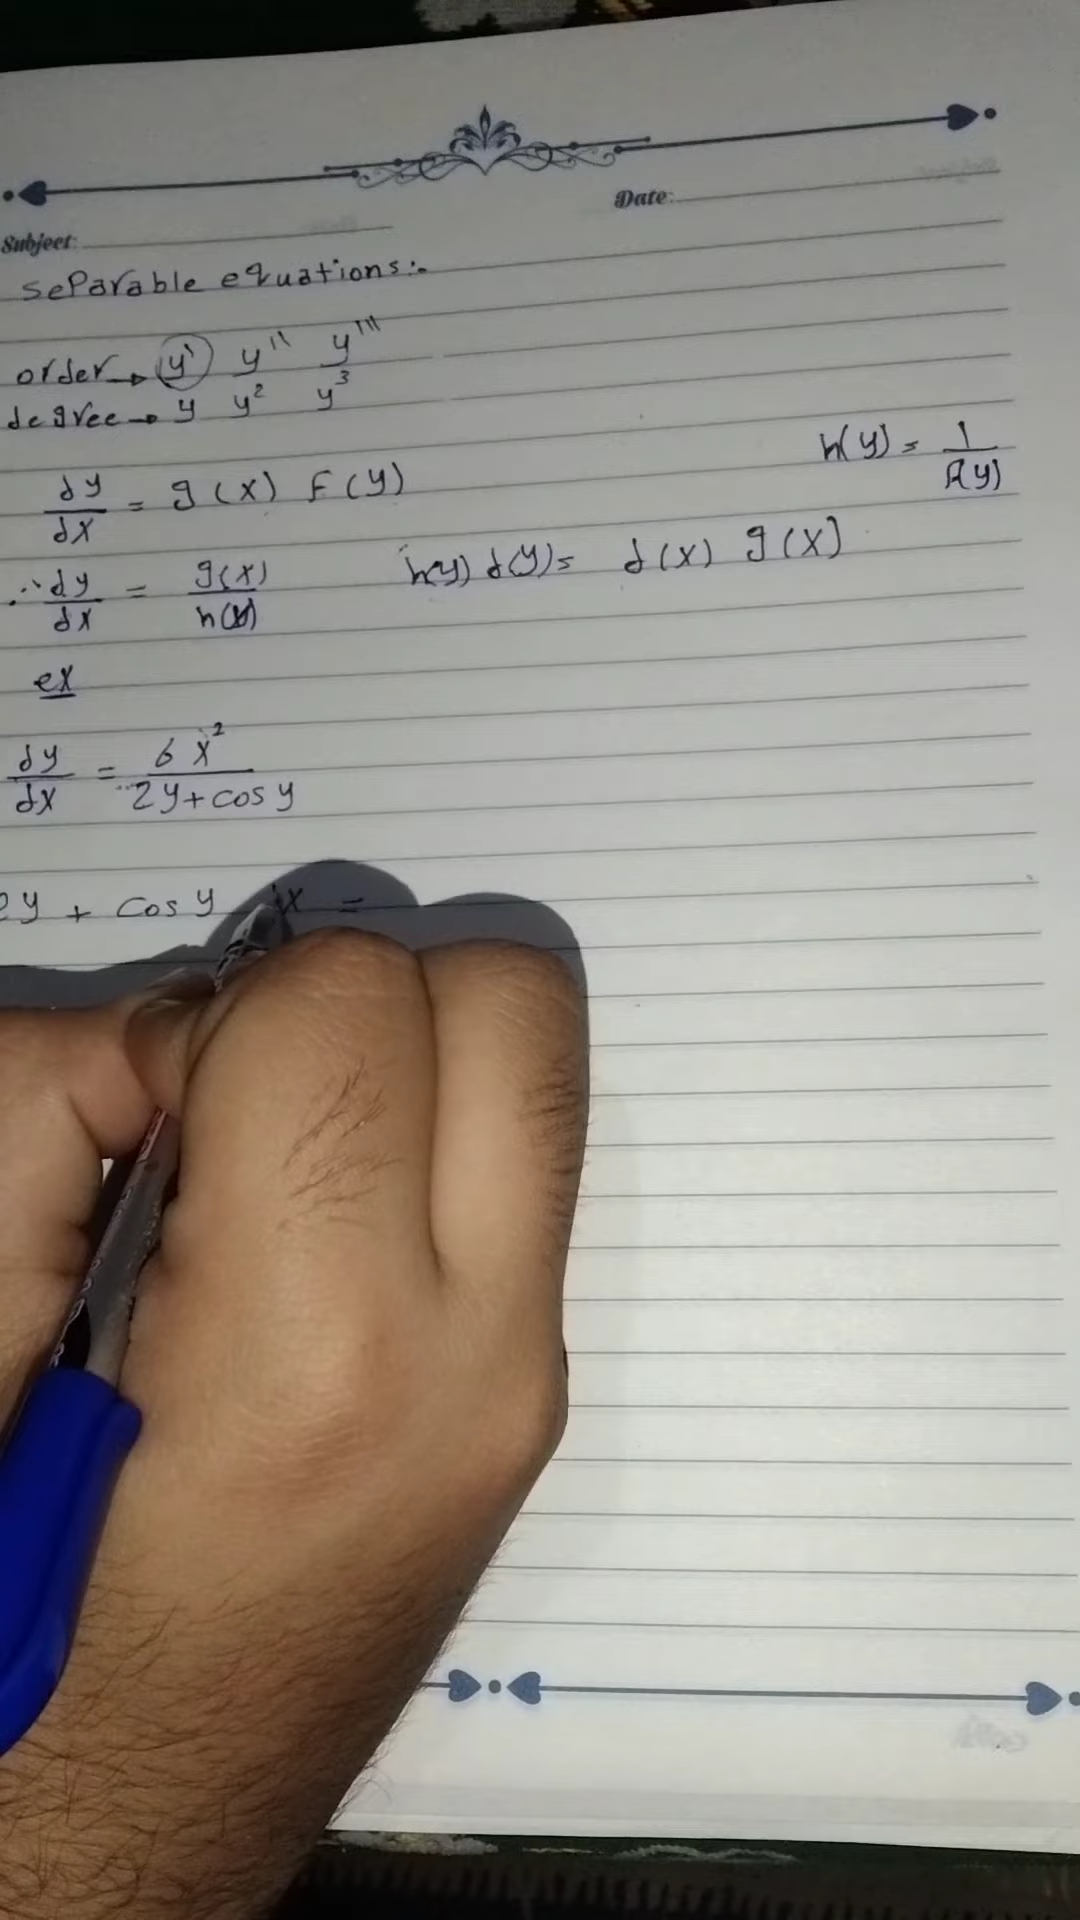 Date:
Subject:
separable equations:.
order → y' y'' y'''
degree → y y² y³
dy/dx = g(x) F(y)
h(y) = 1/F(y)
∴ dy/dx = g(x)/h(y)
h(y) d(y) = d(x) g(x)
ex
dy/dx = 6x²/2y+cos y
2y + cos y dx =